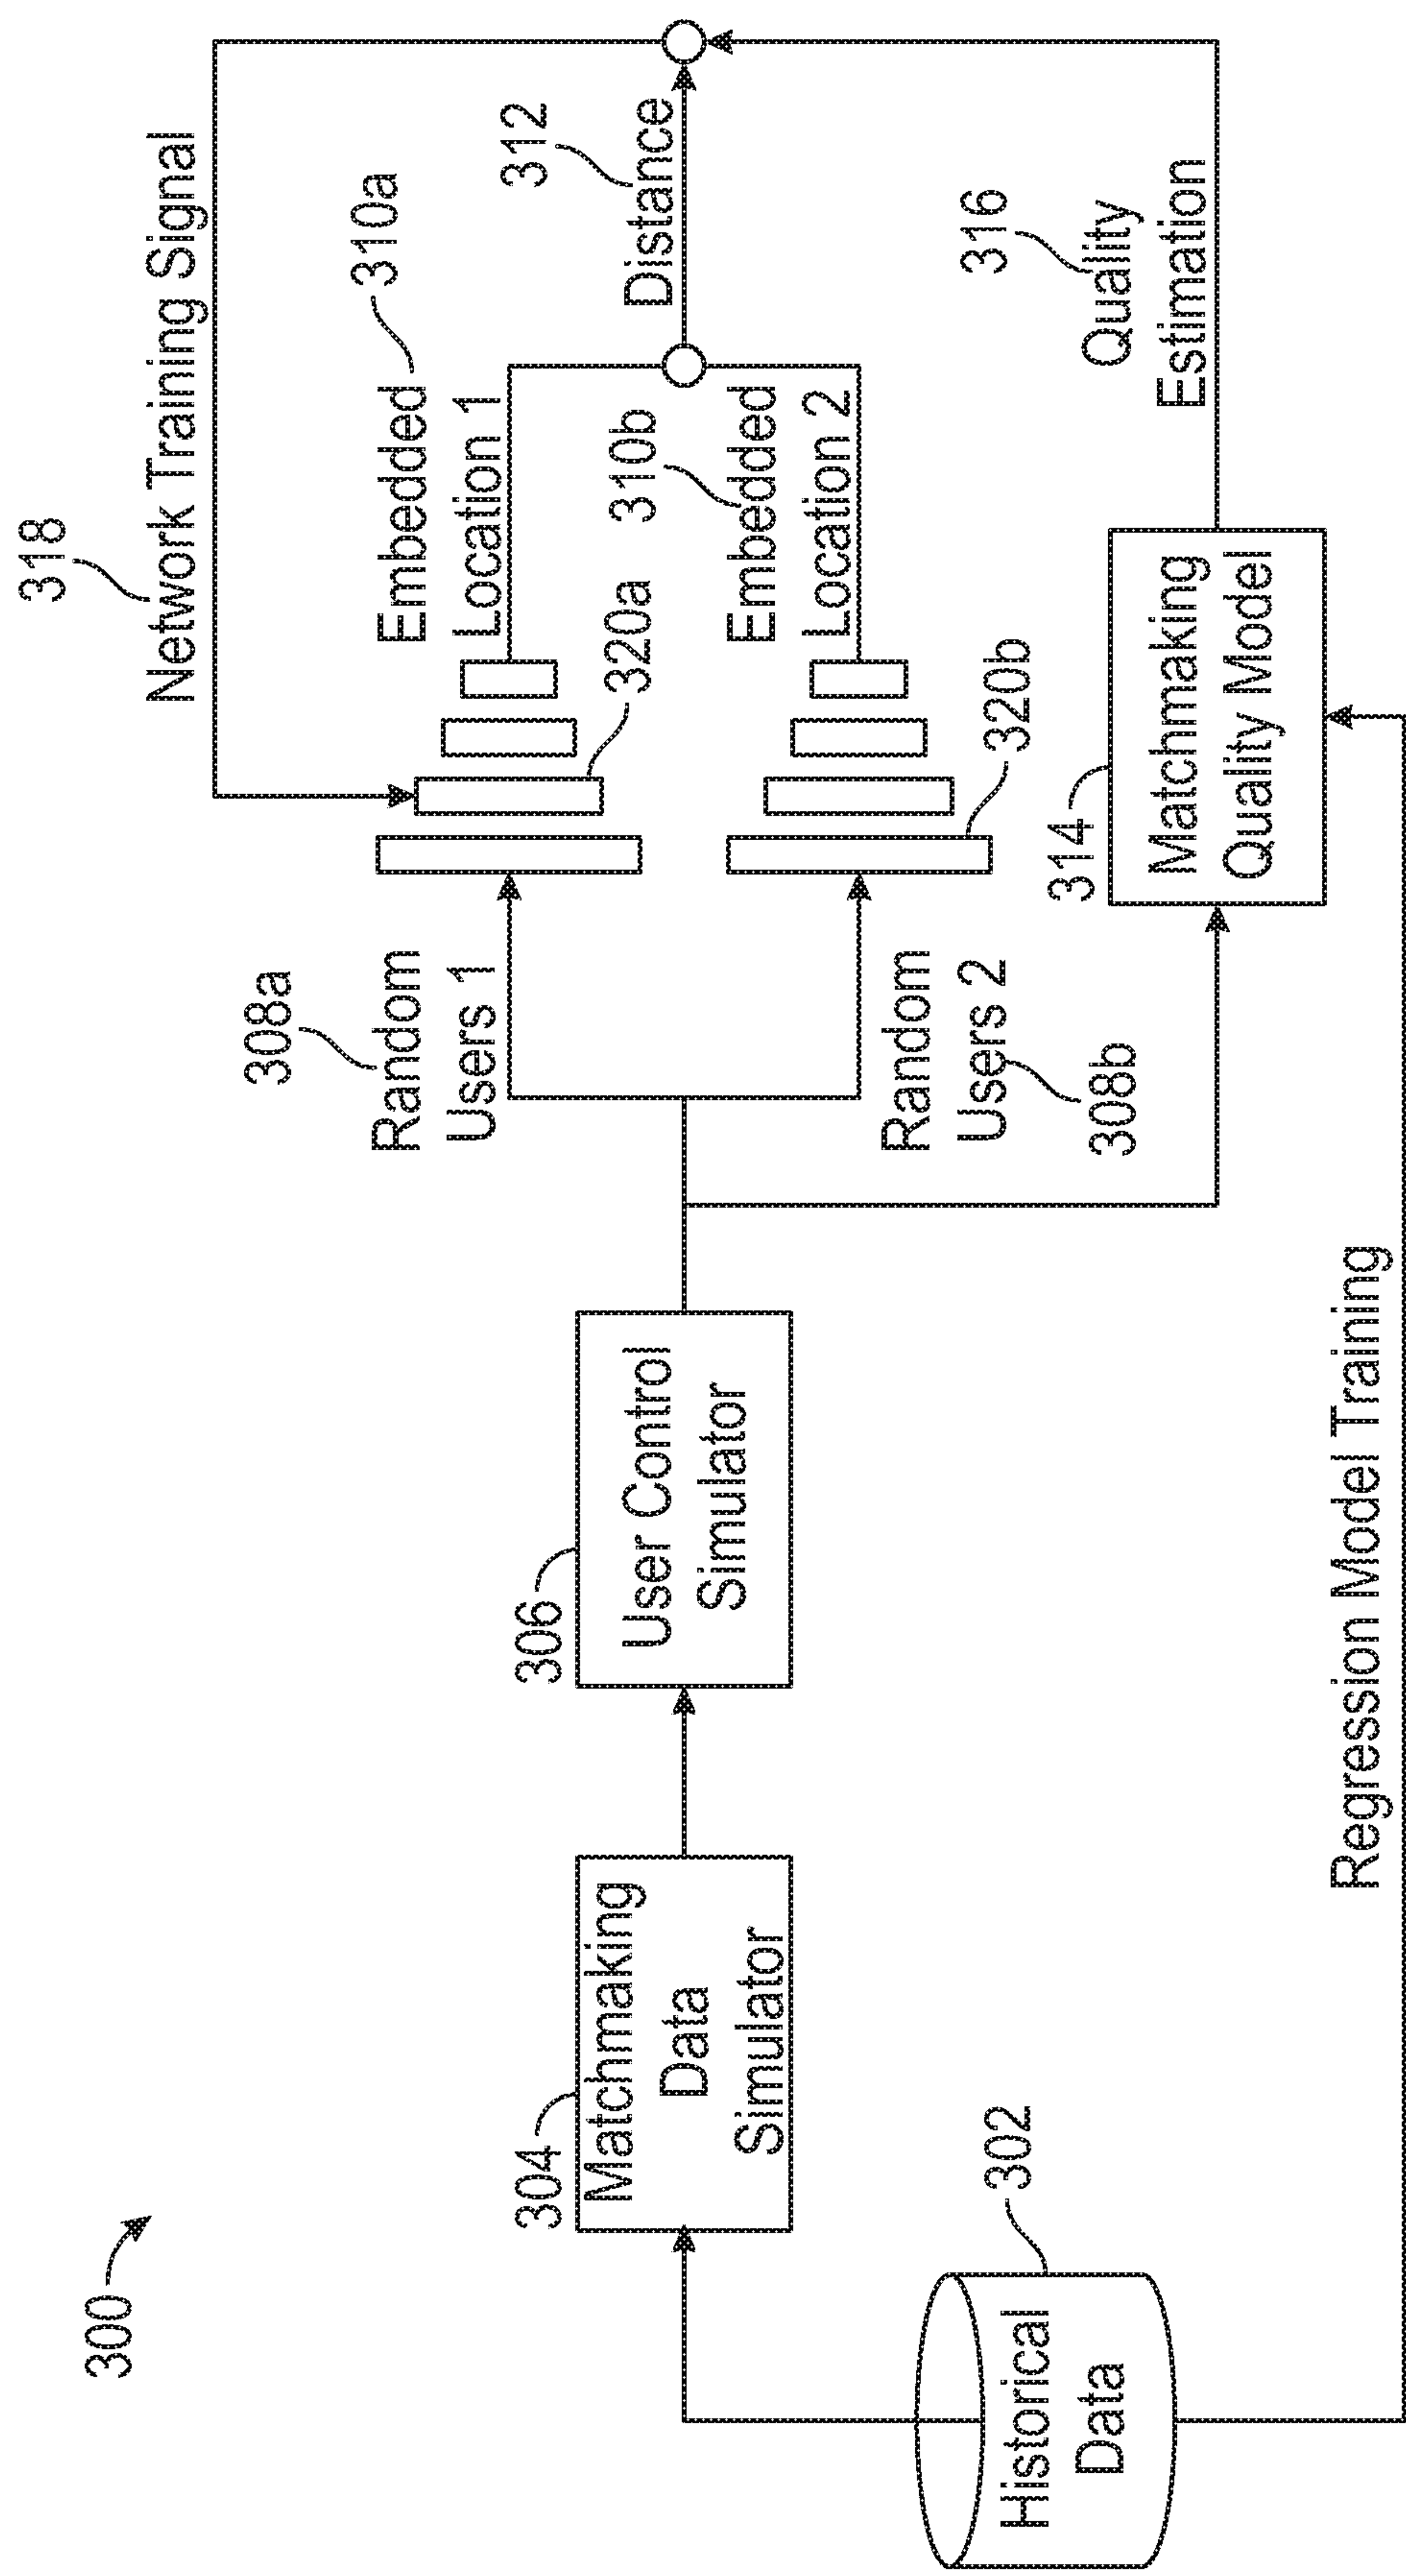 300
Historical
Data
302
304
Matchmaking
Data
Simulator
306
User Control
Simulator
308a
Random
Users 1
Random
Users 2
308b
318
Network Training Signal
320a
320b
Embedded
Location 1
310a
310b
Embedded
Location 2
312
Distance
314
Matchmaking
Quality Model
316
Quality
Estimation
Regression Model Training